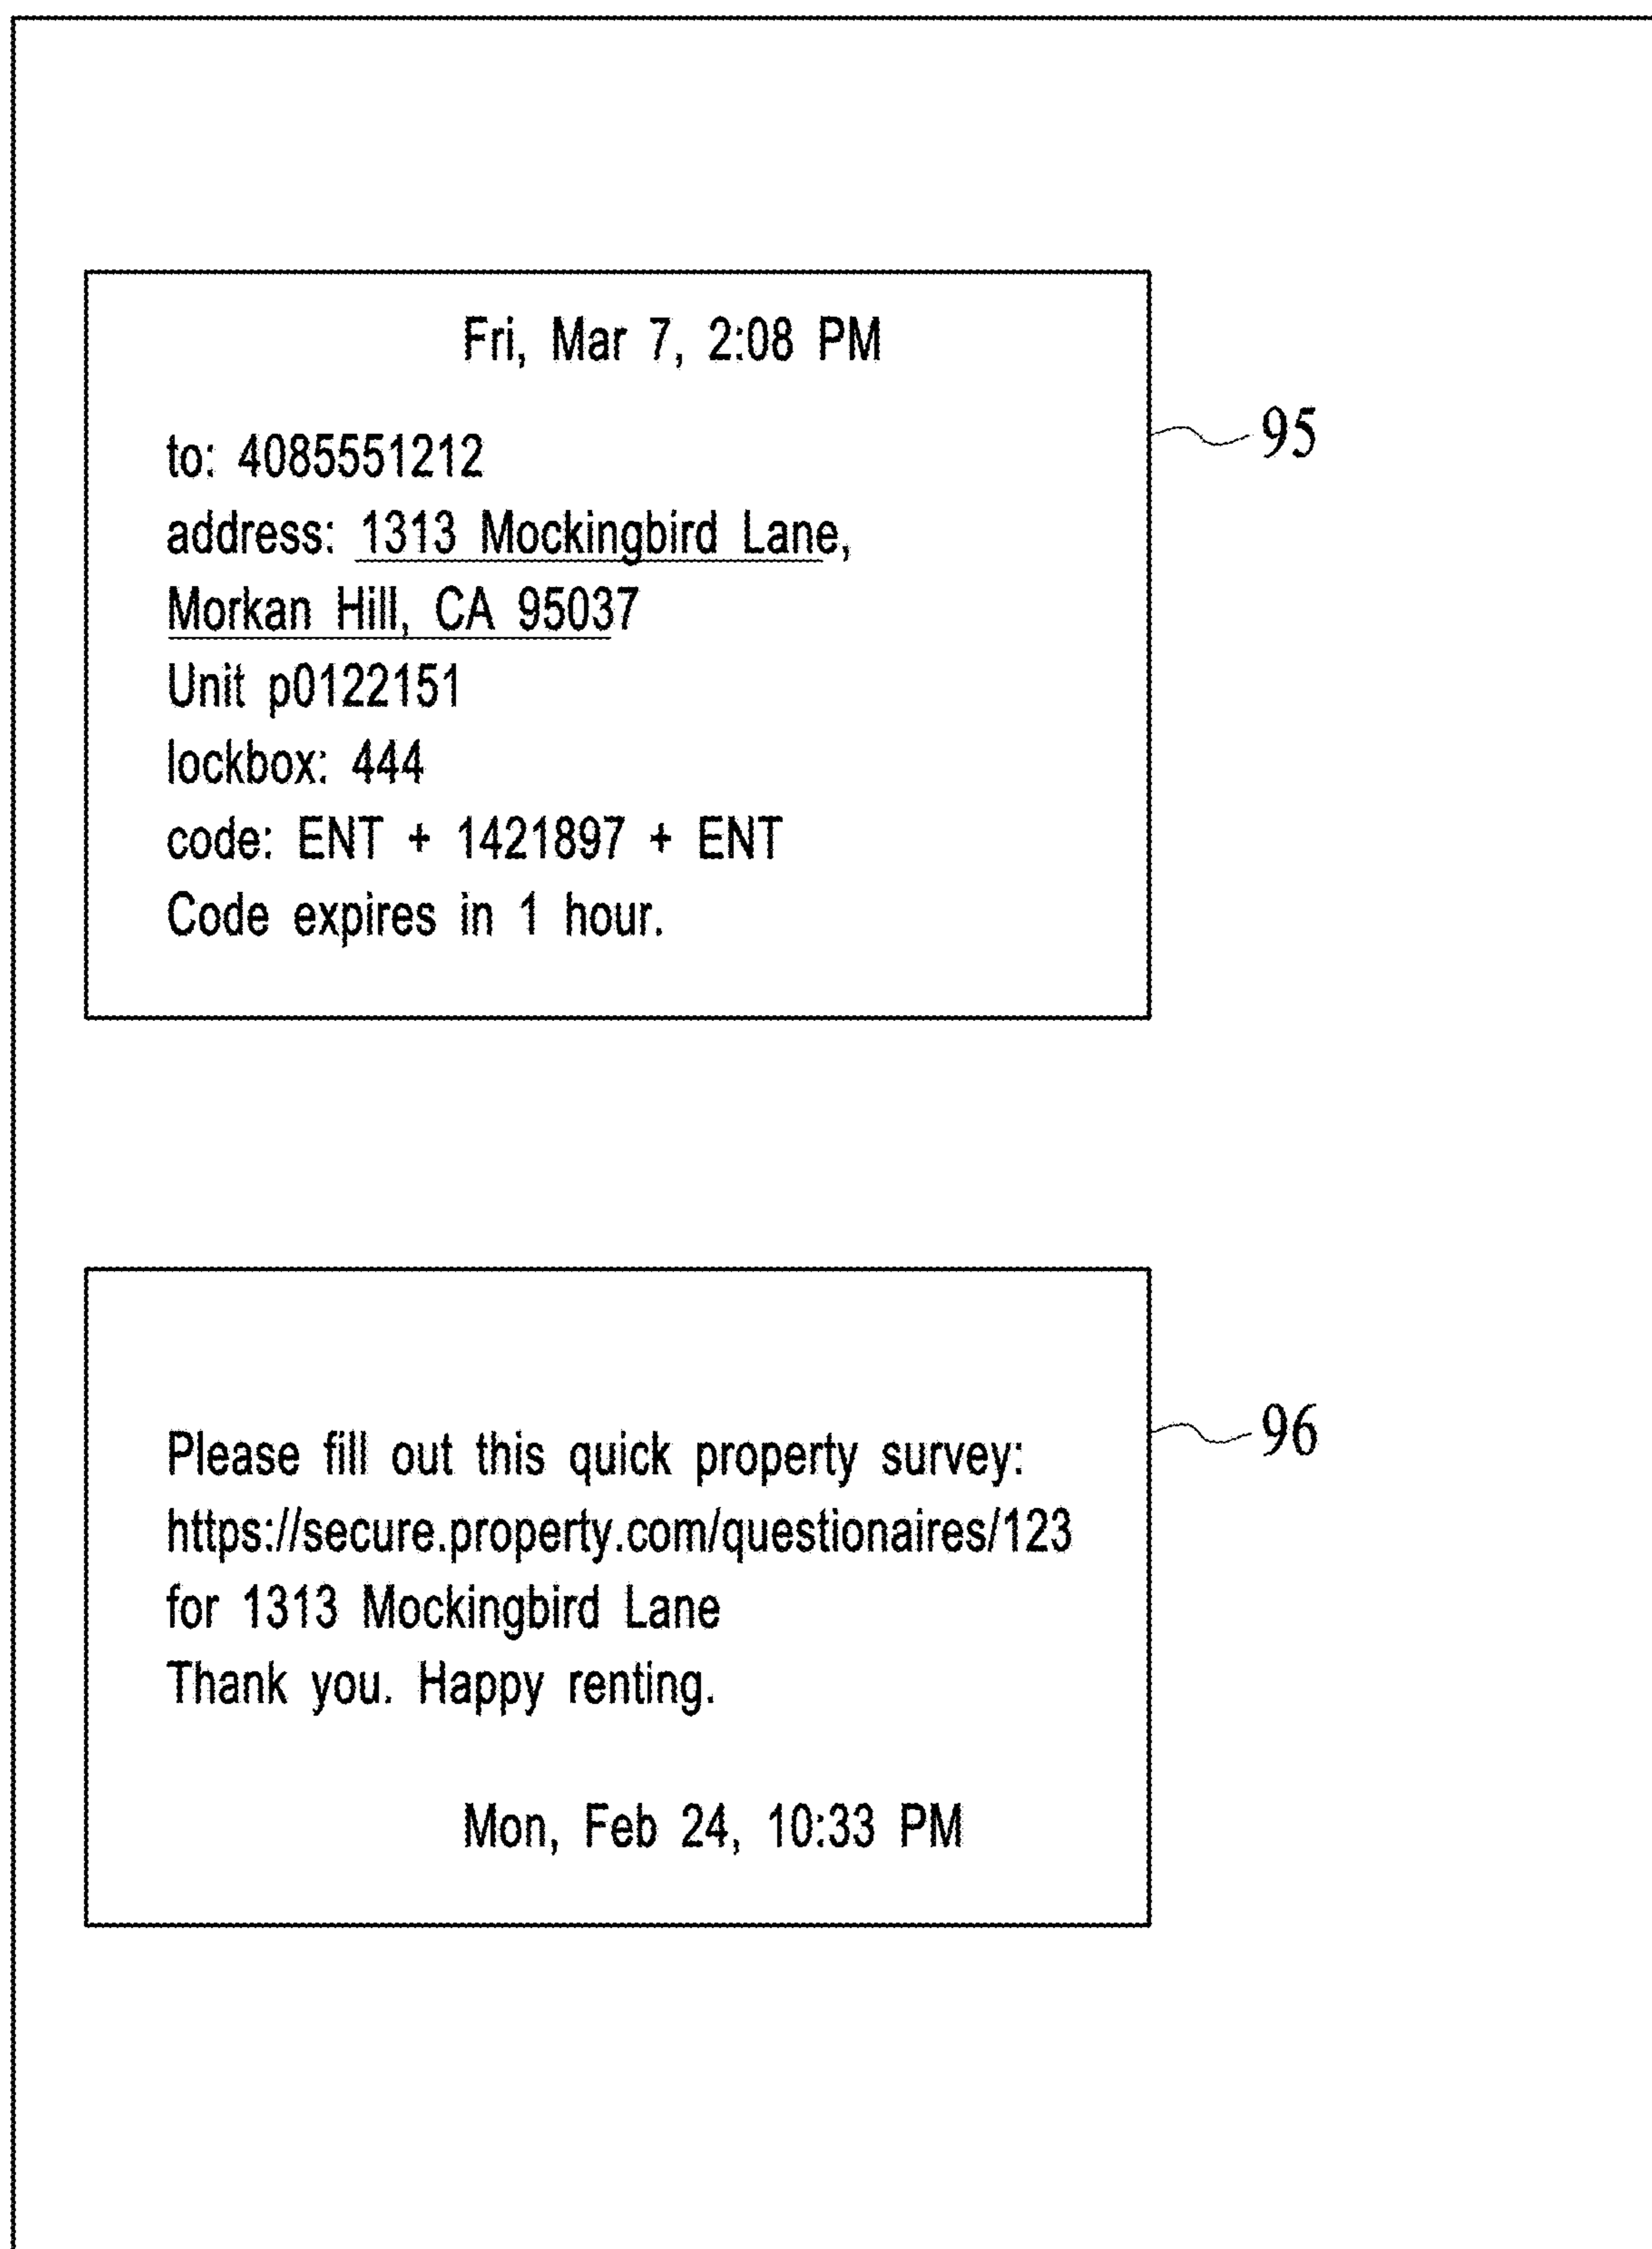 Fri, Mar 7, 2:08 PM
to: 4085551212
95
address: 1313 Mockingbird Lane,
Morkan Hill, CA 95037
Unit p0122151
lockbox: 444
code: ENT + 1421897 + ENT
Code expires in 1 hour.
Please fill out this quick property survey:
96
https://secure.property.com/questionaires/123
for 1313 Mockingbird Lane
Thank you. Happy renting.
Mon, Feb 24, 10:33 PM